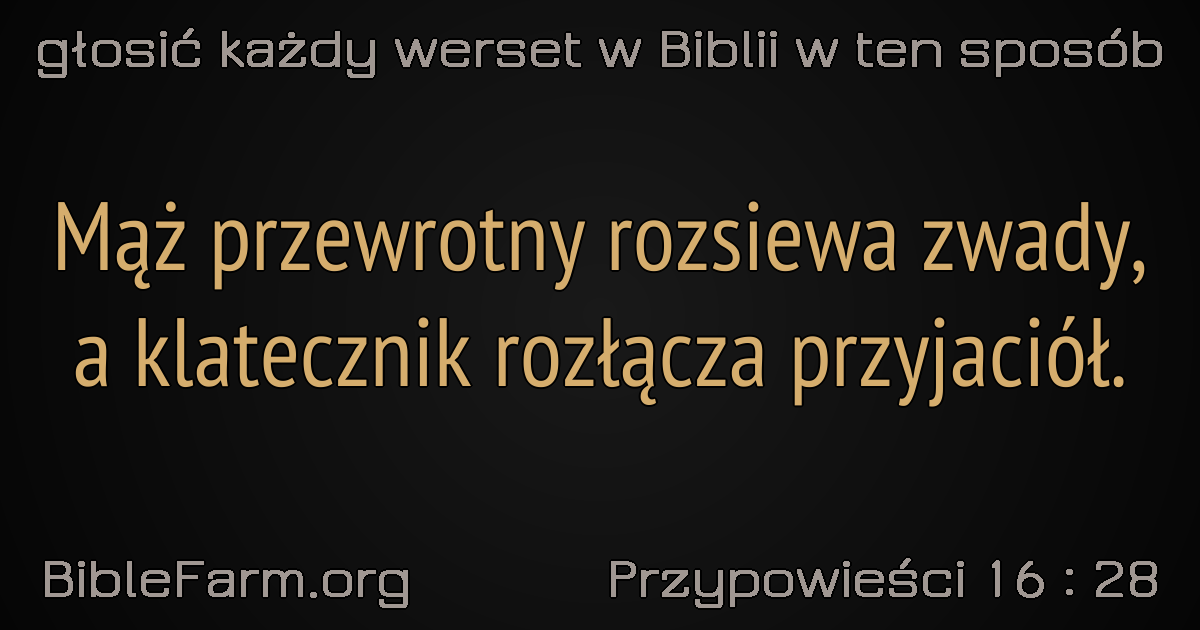 głosić każdy werset w Biblii w ten sposób
Mąż przewrotny rozsiewa zwady,
a klatecznik rozłącza przyjaciół.
BibleFarm.org
Przypowieści 16 : 28